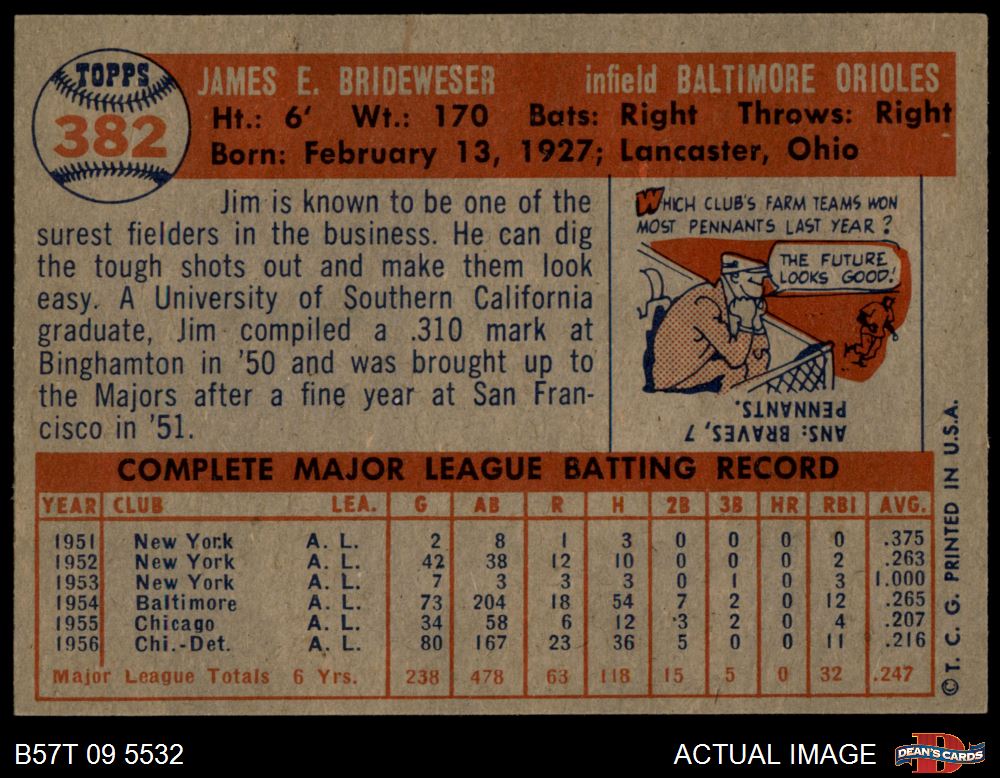 TOPPS
382
JAMES E. BRIDEWESER infield BALTIMORE ORIOLES
Ht.: 6' Wt.: 170 Bats: Right Throws: Right
Born: February 13, 1927; Lancaster, Ohio
Jim is known to be one of the
surest fielders in the business. He can dig
the tough shots out and make them look
easy. A University of Southern California
graduate, Jim compiled a .310 mark at
Binghamton in '50 and was brought up to
the Majors after a fine year at San Fran-
cisco in '51.
WHICH CLUB'S FARM TEAMS WON
MOST PENNANTS LAST YEAR?
THE FUTURE
LOOKS GOOD!
ANS: BRAVES, 7
PENNANTS.
COMPLETE MAJOR LEAGUE BATTING RECORD
YEAR CLUB LEA. G AB R H 2B 3B HR RBI AVG.
1951 New York A. L. 2 8 1 3 0 0 0 0 .375
1952 New York A. L. 42 38 12 10 0 0 0 2 .263
1953 New York A. L. 7 3 3 3 0 1 0 3 1.000
1954 Baltimore A. L. 73 204 18 54 7 2 0 12 .265
1955 Chicago A. L. 34 58 6 12 3 2 0 4 .207
1956 Chi.-Det. A. L. 80 167 23 36 5 0 0 11 .216
Major League Totals 6 Yrs. 238 478 63 118 15 5 0 32 .247
© T. C. G. PRINTED IN U.S.A.
B57T 09 5532 ACTUAL IMAGE
DEAN'S CARDS